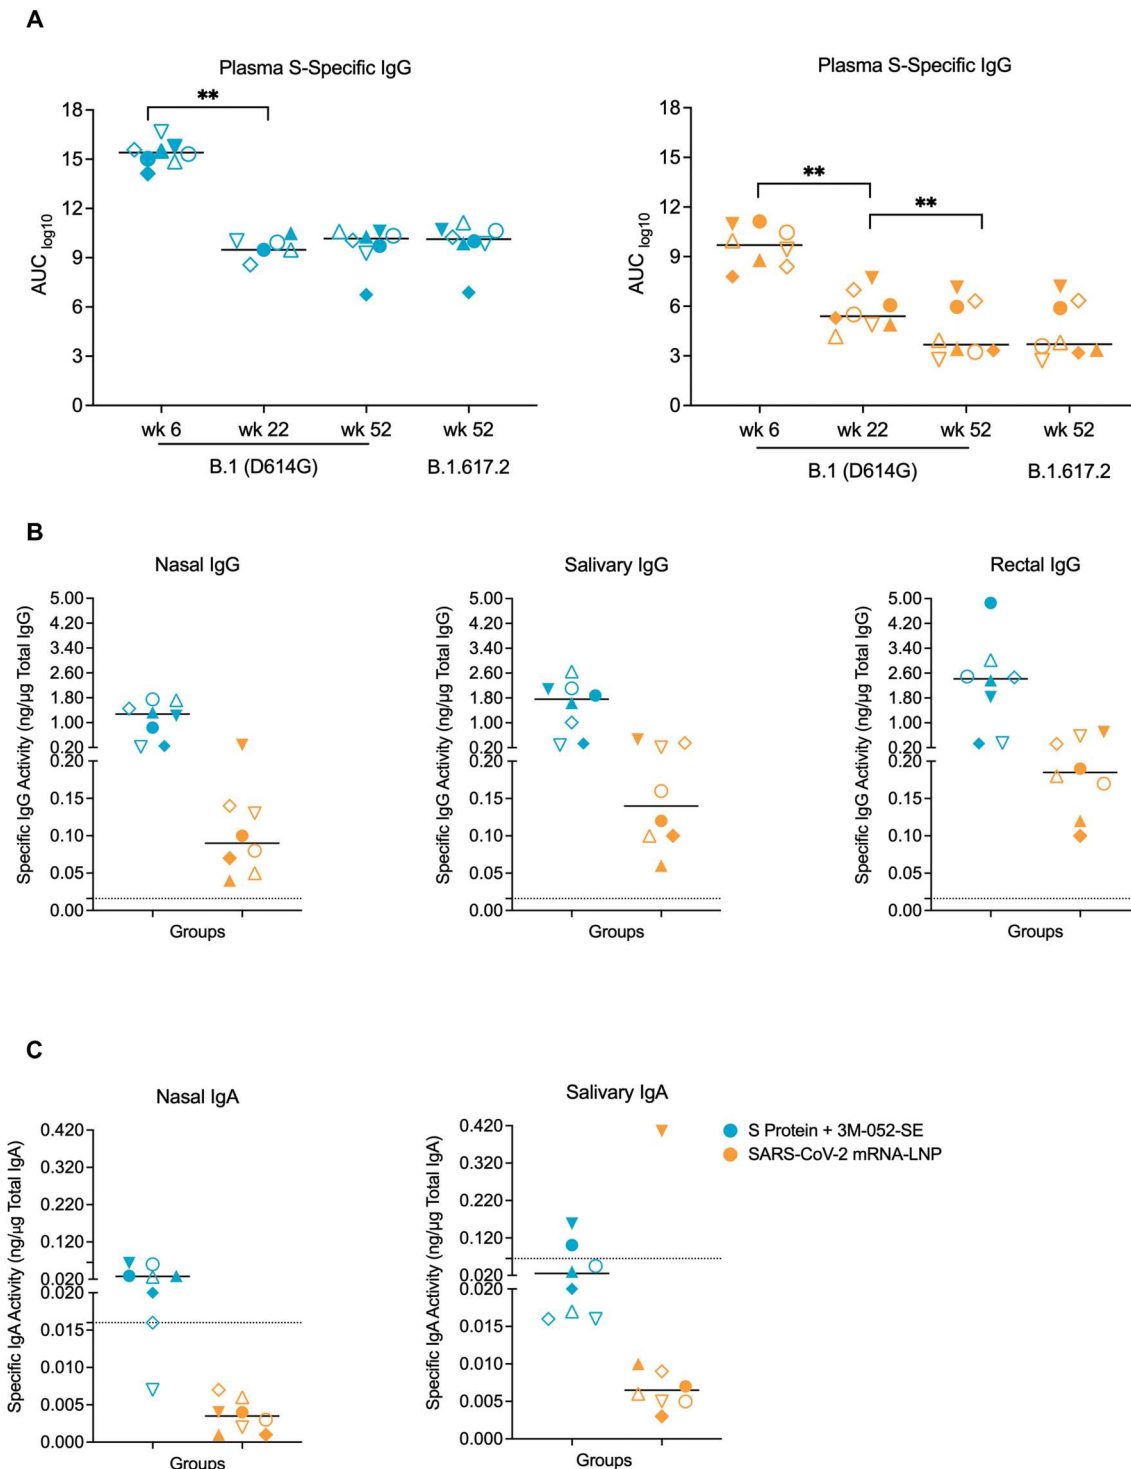 A
Plasma S-Specific IgG
**
18
15
12
9
6
3
0
AUC log10
wk 6 wk 22 wk 52 wk 52
B.1 (D614G) B.1.617.2
Plasma S-Specific IgG
**
**
18
15
12
9
6
3
0
AUC log10
wk 6 wk 22 wk 52 wk 52
B.1 (D614G) B.1.617.2
B
Nasal IgG
Specific IgG Activity (ng/µg Total IgG)
5.00
4.20
3.40
2.60
1.80
1.00
0.20
0.20
0.15
0.10
0.05
0.00
Groups
Salivary IgG
Specific IgG Activity (ng/µg Total IgG)
5.00
4.20
3.40
2.60
1.80
1.00
0.20
0.20
0.15
0.10
0.05
0.00
Groups
Rectal IgG
Specific IgG Activity (ng/µg Total IgG)
5.00
4.20
3.40
2.60
1.80
1.00
0.20
0.20
0.15
0.10
0.05
0.00
Groups
C
Nasal IgA
Specific IgA Activity (ng/µg Total IgA)
0.420
0.320
0.220
0.120
0.020
0.020
0.015
0.010
0.005
0.000
Groups
Salivary IgA
Specific IgA Activity (ng/µg Total IgA)
0.420
0.320
0.220
0.120
0.020
0.020
0.015
0.010
0.005
0.000
Groups
S Protein + 3M-052-SE
SARS-CoV-2 mRNA-LNP